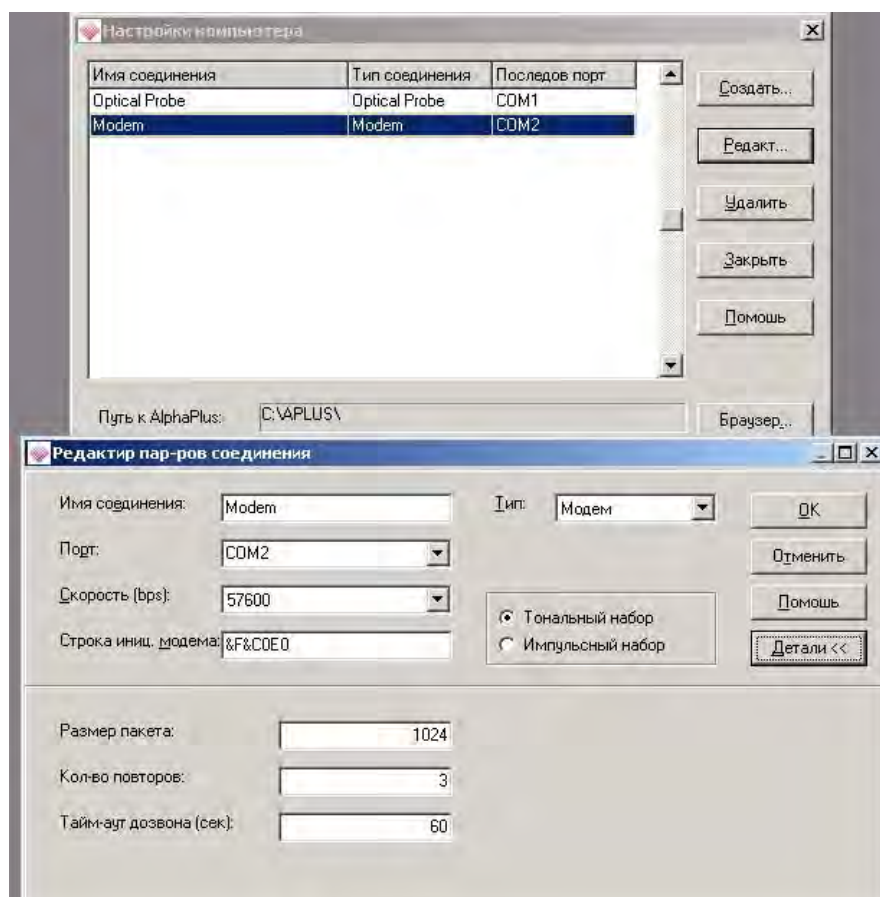 Настройки компьютера
Имя соединения Тип соединения Последов порт
Optical Probe Optical Probe COM1
Modem Modem COM2
Создать...
Редакт...
Удалить
Закрыть
Помошь
Путь к AlphaPlus: C:\APLUS\ Браузер...
Редактир пар-ров соединения
Имя соединения: Modem Тип: Модем OK
Порт: COM2 Отменить
Скорость (bps): 57600 Помошь
Тональный набор
Строка иниц. модема: &F&C0E0 Импульсный набор Детали <<
Размер пакета: 1024
Кол-во повторов: 3
Тайм-аут дозвона (сек): 60